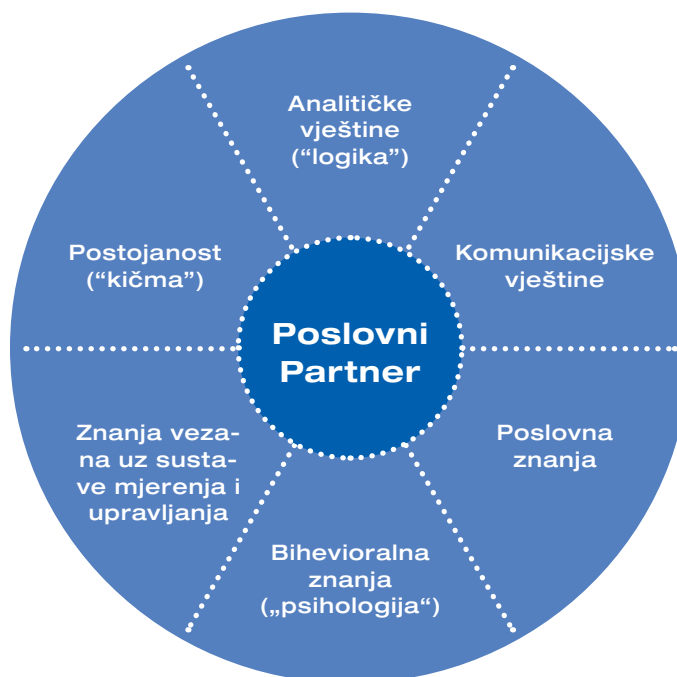 Analitičke
vještine
(“logika”)
Komunikacijske
vještine
Poslovna
znanja
Bihevioralna
znanja
(„psihologija“)
Znanja veza-
na uz susta-
ve mjerenja i
upravljanja
Postojanost
(“kičma”)
Poslovni
Partner